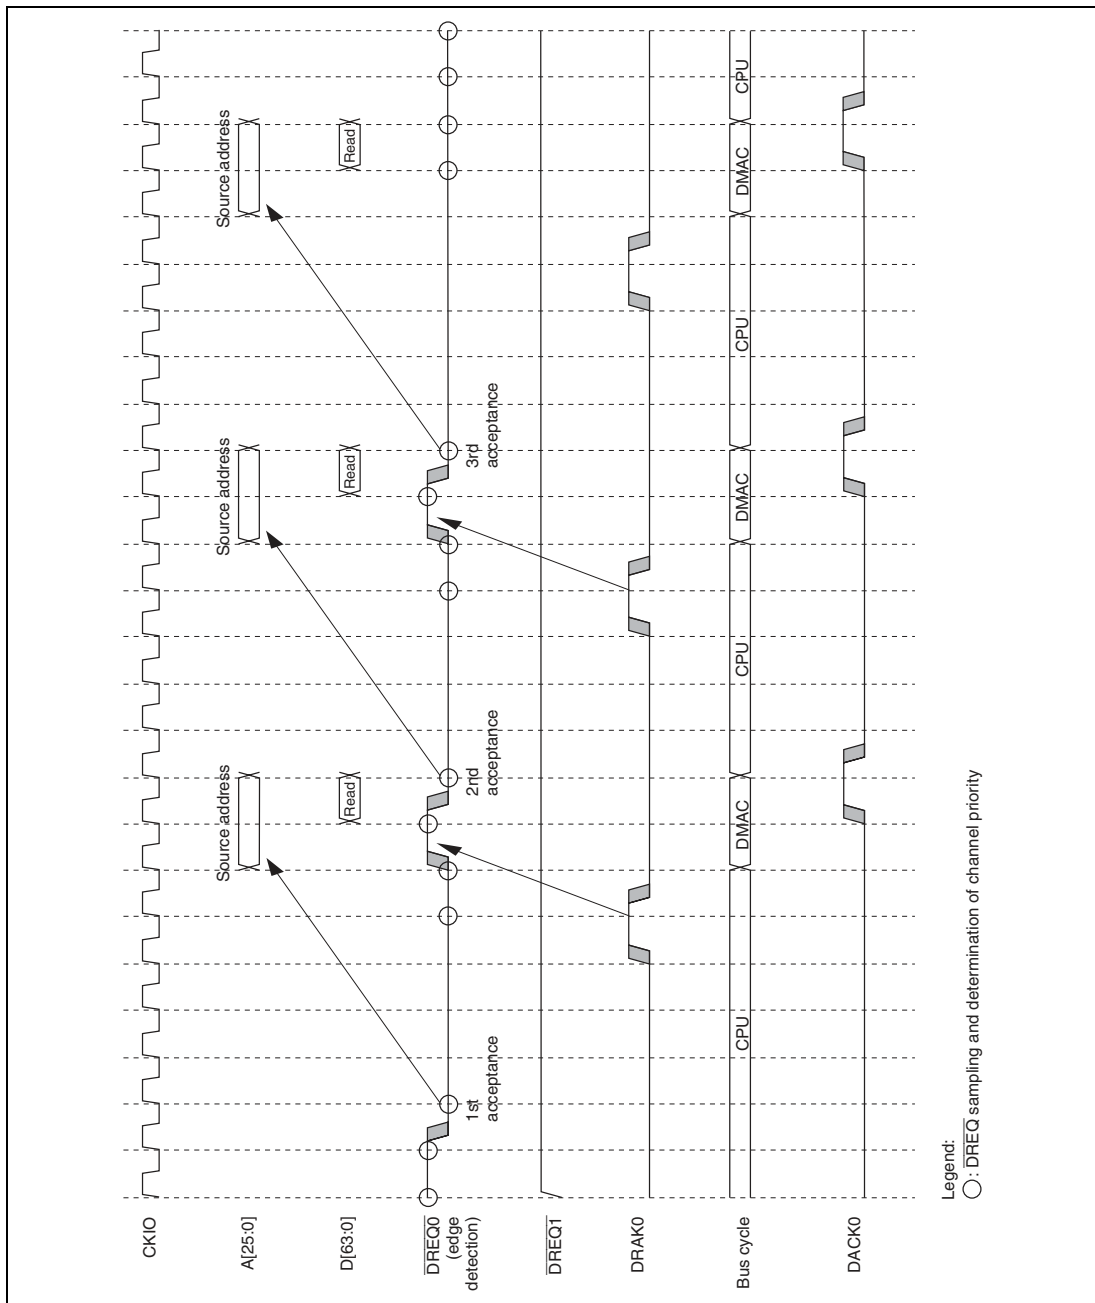 CKIO
A[25:0]
Source address
Source address
Source address
D[63:0]
Read
Read
Read
DREQ0
(edge
detection)
1st
acceptance
2nd
acceptance
3rd
acceptance
DREQ1
DRAK0
Bus cycle
CPU
DMAC
CPU
DMAC
CPU
DMAC
CPU
DACK0
Legend:
○: DREQ sampling and determination of channel priority